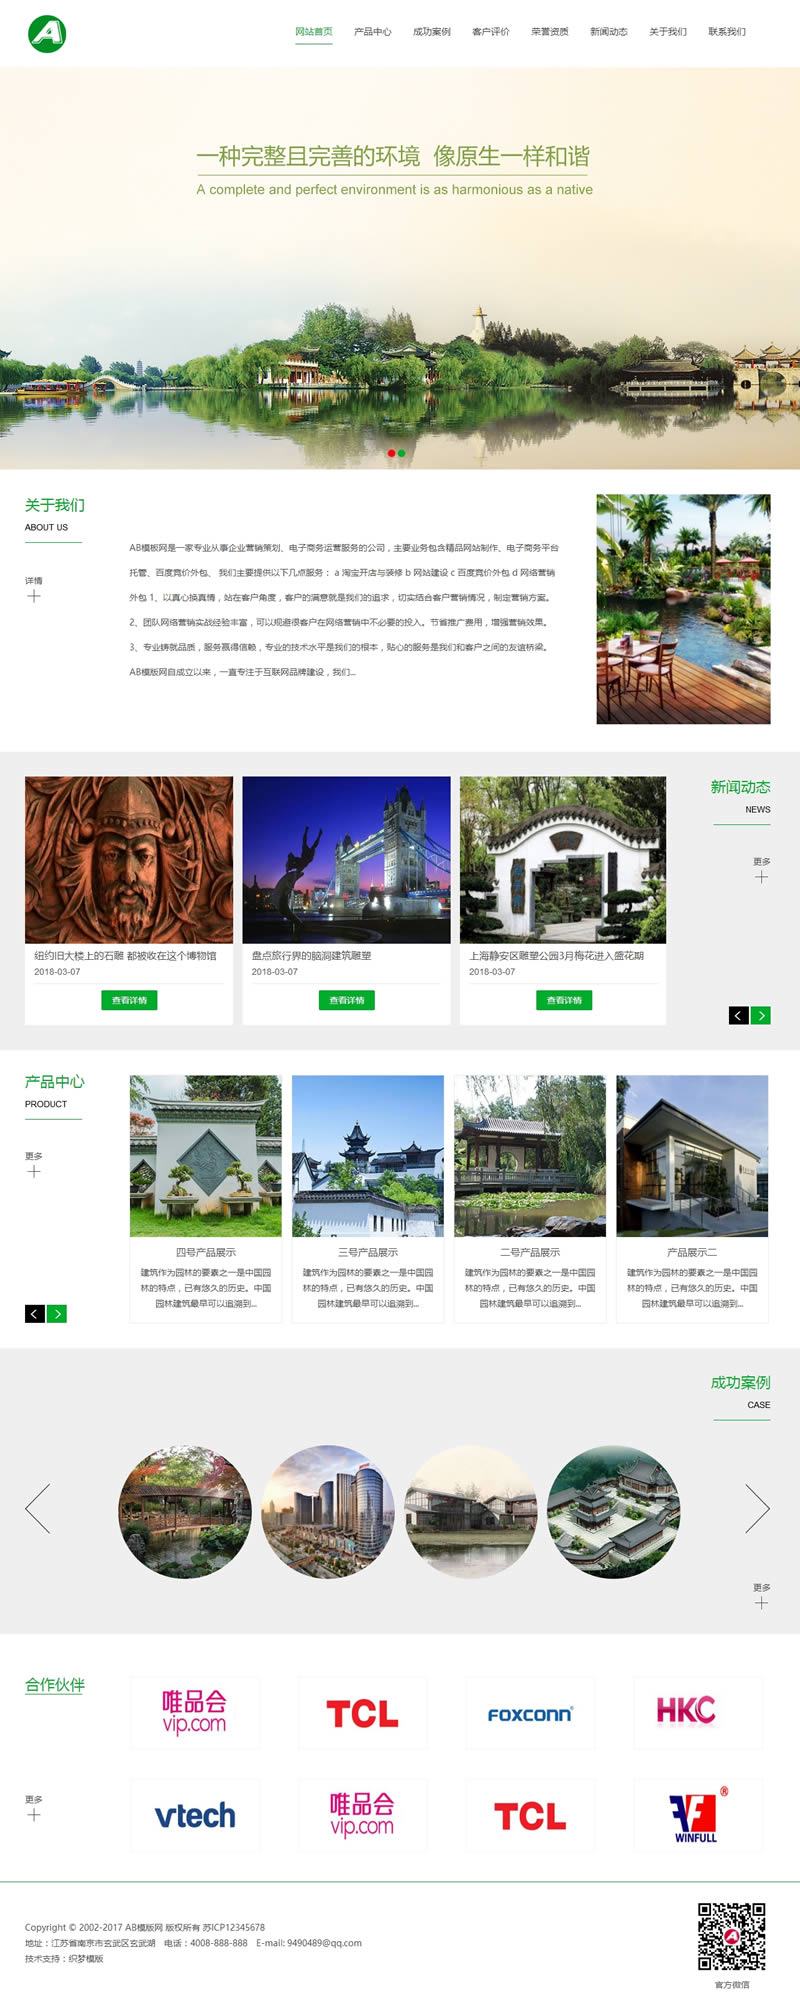 A
网站首页 产品中心 成功案例 客户评价 荣誉资质 新闻动态 关于我们 联系我们
一种完整且完善的环境 像原生一样和谐
A complete and perfect environment is as harmonious as a native
关于我们
ABOUT US
详情
AB模板网是一家专业从事企业营销策划、电子商务运营服务的公司，主要业务包含精品网站制作、电子商务平台
托管、百度竞价外包、 我们主要提供以下几点服务： a 淘宝开店与装修 b 网站建设 c 百度竞价外包 d 网络营销
外包 1、以真心换真情，站在客户角度，客户的满意就是我们的追求，切实结合客户营销情况，制定营销方案。
2、团队网络营销实战经验丰富，可以规避很客户在网络营销中不必要的投入。节省推广费用，增强营销效果。
3、专业铸就品质，服务赢得信赖，专业的技术水平是我们的根本，贴心的服务是我们和客户之间的友谊桥梁。
AB模版网自成立以来，一直专注于互联网品牌建设，我们...
新闻动态
NEWS
更多
纽约旧大楼上的石雕 都被收在这个博物馆
2018-03-07
查看详情
盘点旅行界的脑洞建筑雕塑
2018-03-07
查看详情
上海静安区雕塑公园3月梅花进入盛花期
2018-03-07
查看详情
产品中心
PRODUCT
更多
四号产品展示
建筑作为园林的要素之一是中国园
林的特点，已有悠久的历史。中国
园林建筑最早可以追溯到...
三号产品展示
建筑作为园林的要素之一是中国园
林的特点，已有悠久的历史。中国
园林建筑最早可以追溯到...
二号产品展示
建筑作为园林的要素之一是中国园
林的特点，已有悠久的历史。中国
园林建筑最早可以追溯到...
产品展示二
建筑作为园林的要素之一是中国园
林的特点，已有悠久的历史。中国
园林建筑最早可以追溯到...
成功案例
CASE
更多
合作伙伴
更多
唯品会
vip.com
TCL
FOXCONN®
HKC
vtech
唯品会
vip.com
TCL
®
WINFULL
Copyright © 2002-2017 AB模版网 版权所有 苏ICP12345678
地址：江苏省南京市玄武区玄武湖 电话：4008-888-888 E-mail: 9490489@qq.com
技术支持：织梦模版
官方微信